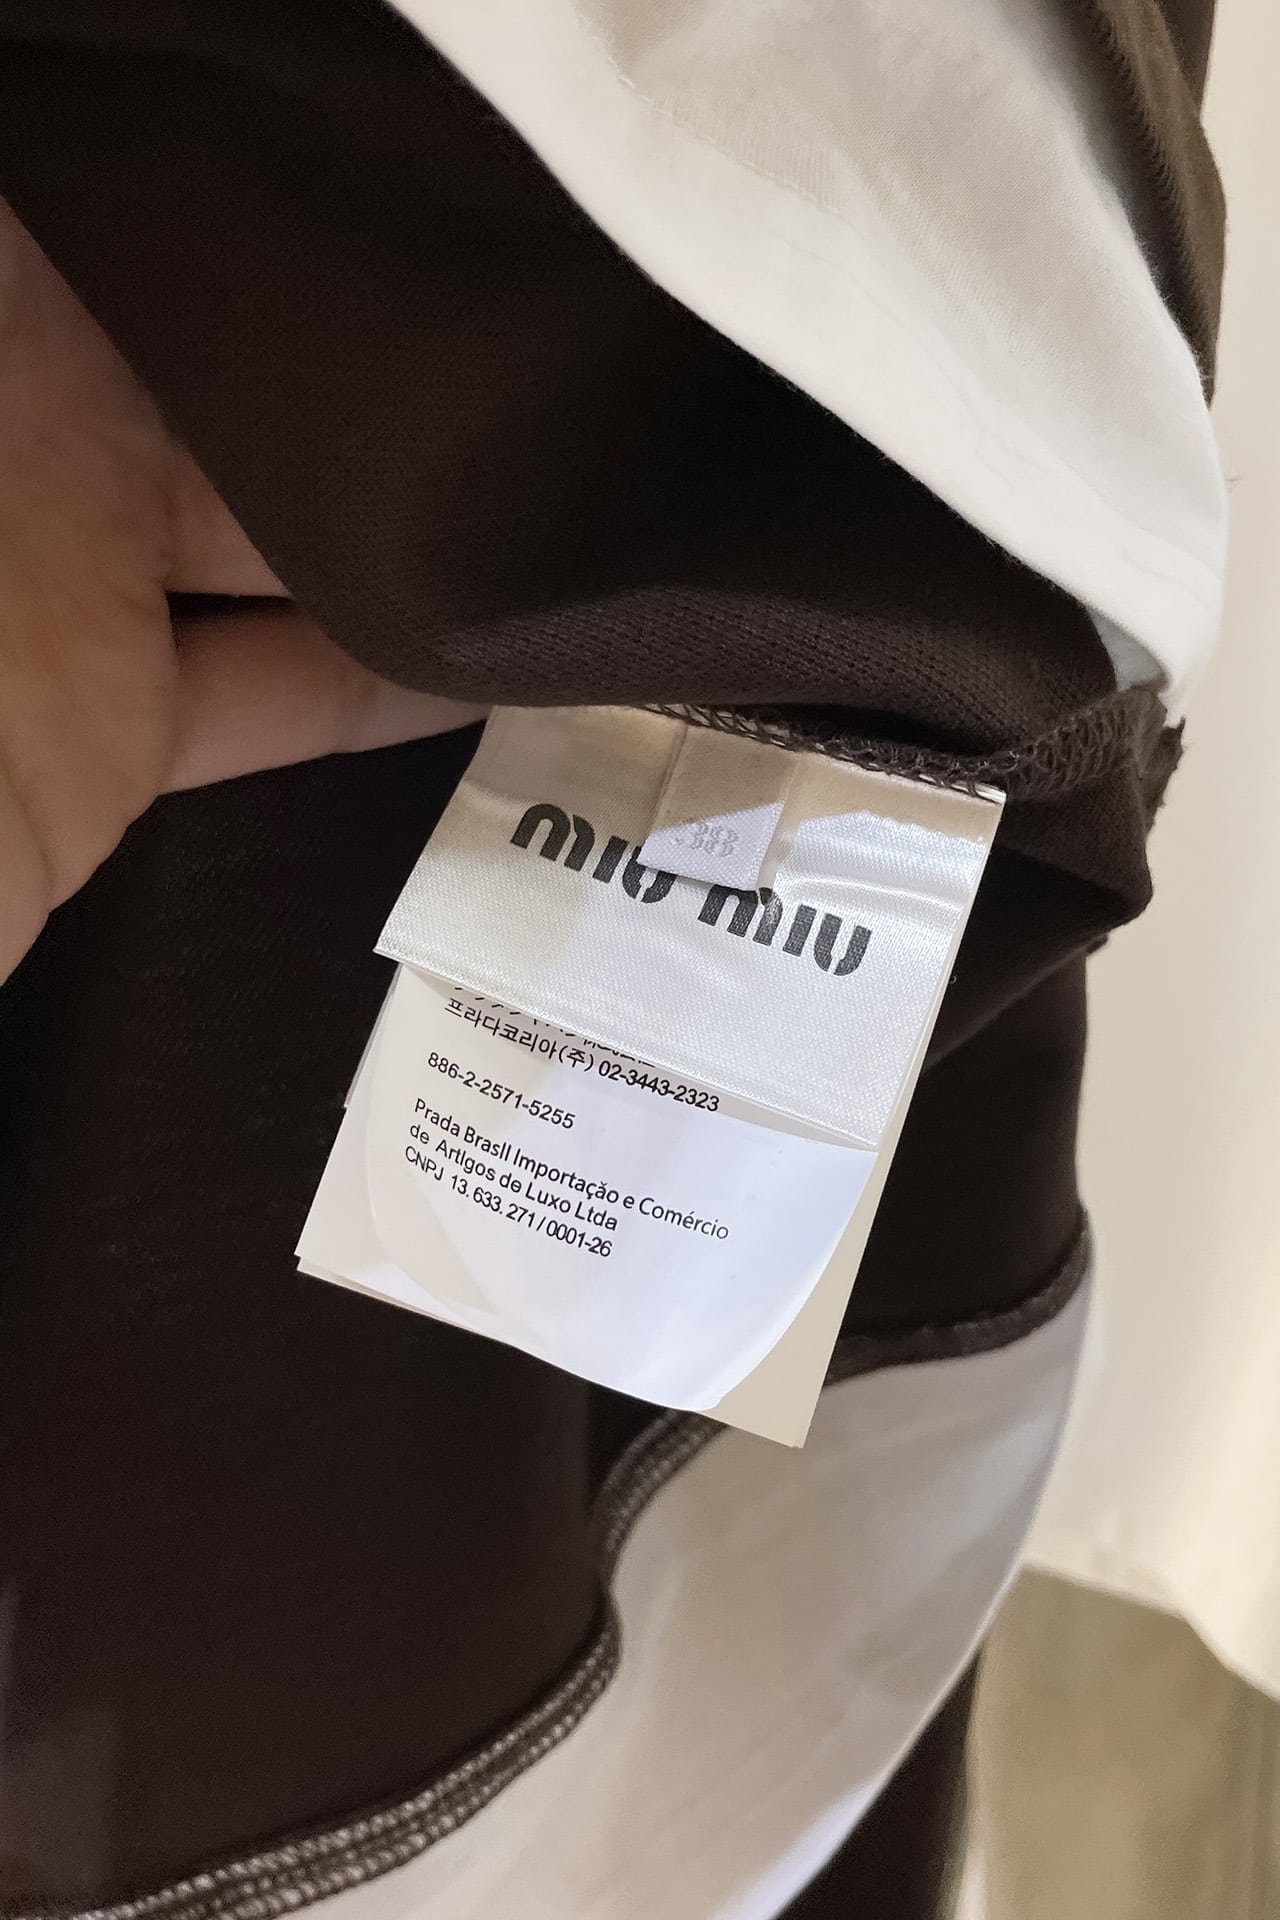 miu miu
프라다코리아(주) 02-3443-2323
886-2-2571-5255
Prada BrasIl Importação e Comércio
de ArtIgos de Luxo Ltda
CNPJ 13.633.271/0001-26